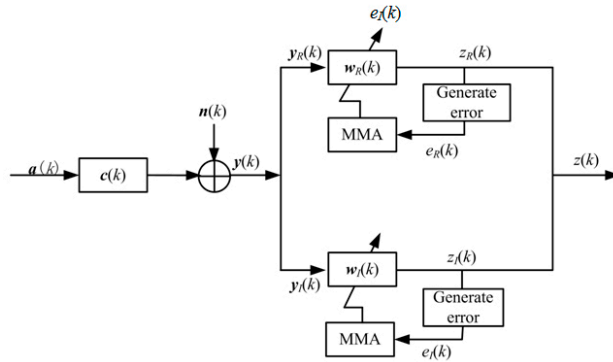 e_I(k)
y_R(k)
w_R(k)
z_R(k)
Generate
error
n(k)
MMA
e_R(k)
a(k)
c(k)
y(k)
z(k)
w_I(k)
z_I(k)
y_I(k)
Generate
error
MMA
e_I(k)